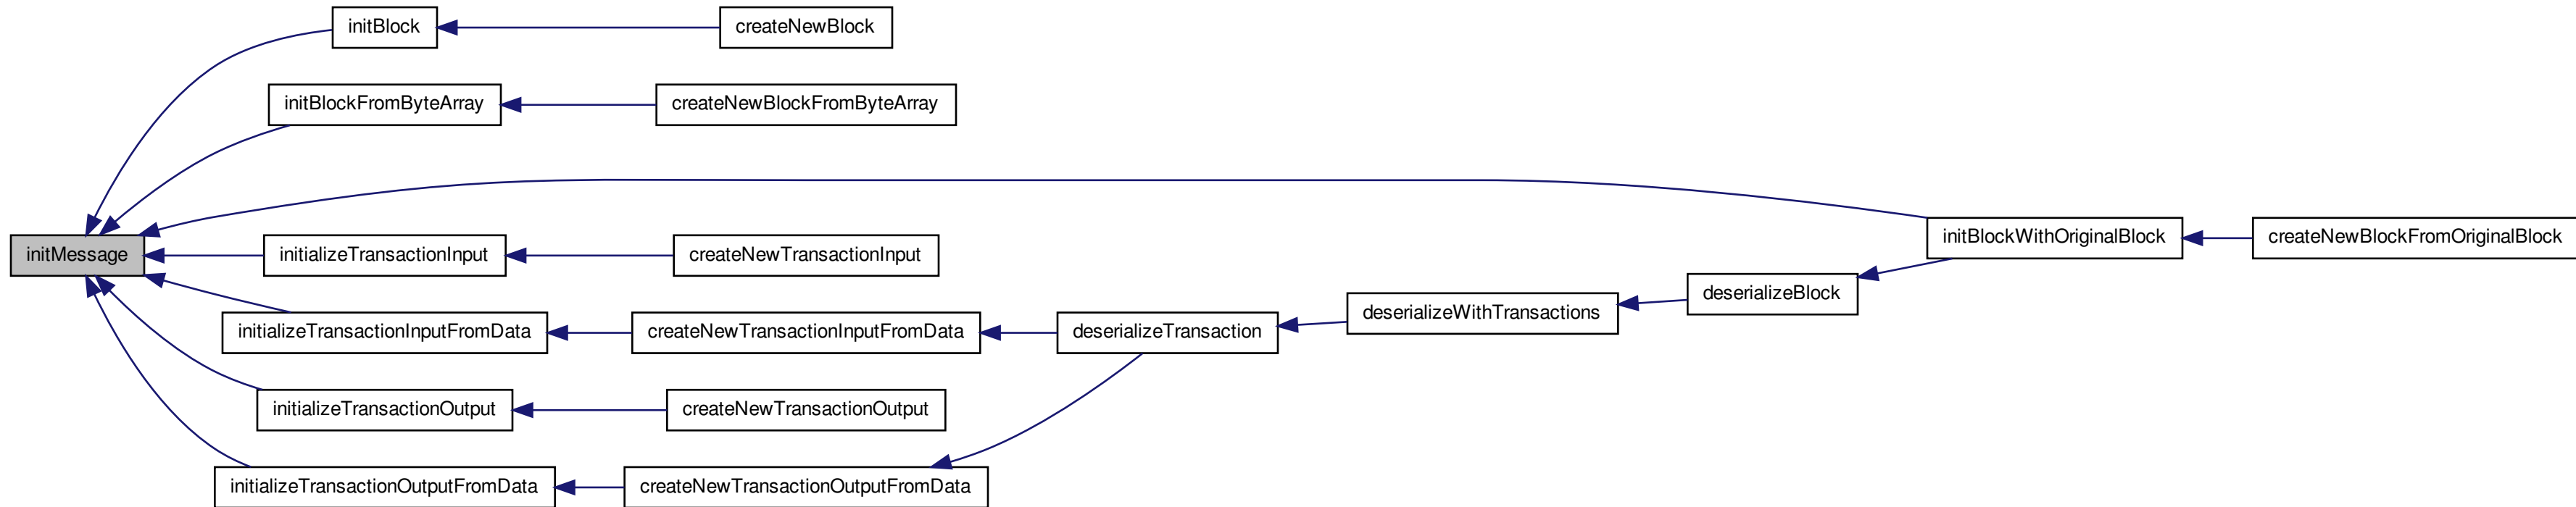 initBlock
createNewBlock
initBlockFromByteArray
createNewBlockFromByteArray
initMessage
initializeTransactionInput
createNewTransactionInput
initBlockWithOriginalBlock
createNewBlockFromOriginalBlock
initializeTransactionInputFromData
createNewTransactionInputFromData
deserializeTransaction
deserializeWithTransactions
deserializeBlock
initializeTransactionOutput
createNewTransactionOutput
initializeTransactionOutputFromData
createNewTransactionOutputFromData